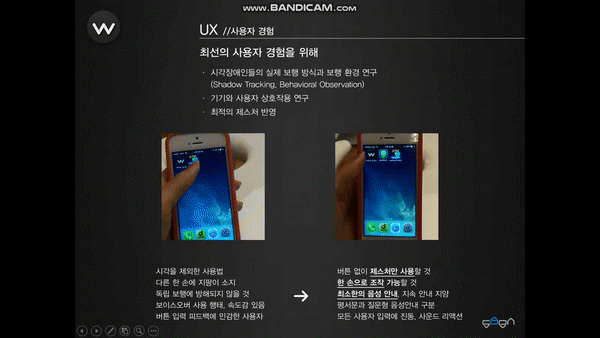 www.BANDICAM.com
W
UX //사용자 경험
최선의 사용자 경험을 위해
· 시각장애인들의 실제 보행 방식과 보행 환경 연구
(Shadow Tracking, Behavioral Observation)
· 기기와 사용자 상호작용 연구
· 최적의 제스처 반영
시각을 제외한 사용법
다른 한 손에 지팡이 소지
독립 보행에 방해되지 않을 것
보이스오버 사용 행태, 속도감 있음
버튼 입력 피드백에 민감한 사용자
→
버튼 없이 제스처만 사용할 것
한 손으로 조작 가능할 것
최소한의 음성 안내, 지속 안내 지양
평서문과 질문형 음성안내 구분
모든 사용자 입력에 진동, 사운드 리액션